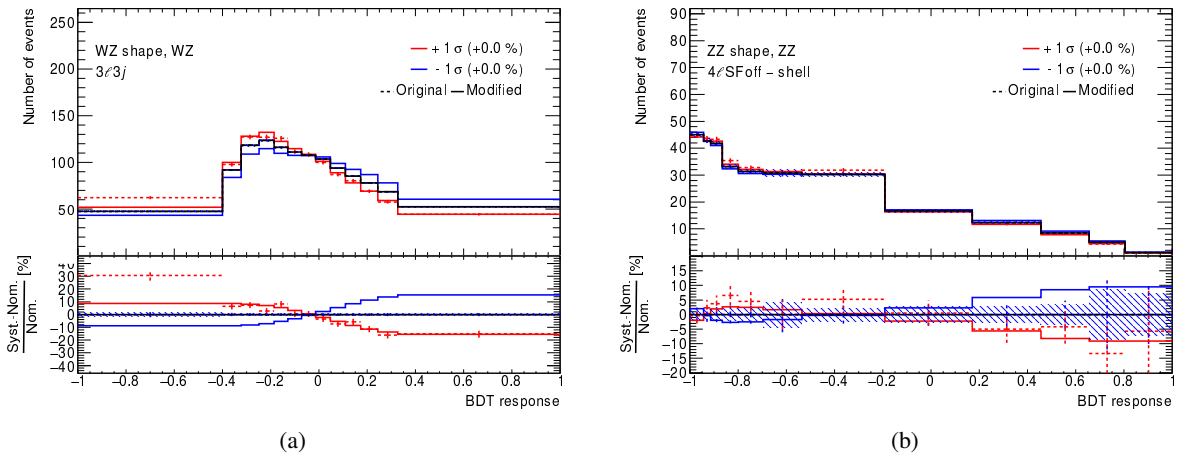 Number of events
260
250
200
150
100
50
WZ shape, WZ
3ℓ3j
+ 1 σ (+0.0 %)
- 1 σ (+0.0 %)
Original Modified
Syst.-Nom.
Nom.
[%]
40
30
20
10
0
−10
−20
−30
−40
−1 −0.8 −0.6 −0.4 −0.2 0 0.2 0.4 0.6 0.8 1
BDT response
(a)
Number of events
90
80
70
60
50
40
30
20
10
ZZ shape, ZZ
4ℓSFoff − shell
+ 1 σ (+0.0 %)
- 1 σ (+0.0 %)
Original Modified
Syst.-Nom.
Nom.
[%]
15
10
5
0
−5
−10
−15
−20
−1 −0.8 −0.6 −0.4 −0.2 0 0.2 0.4 0.6 0.8 1
BDT response
(b)